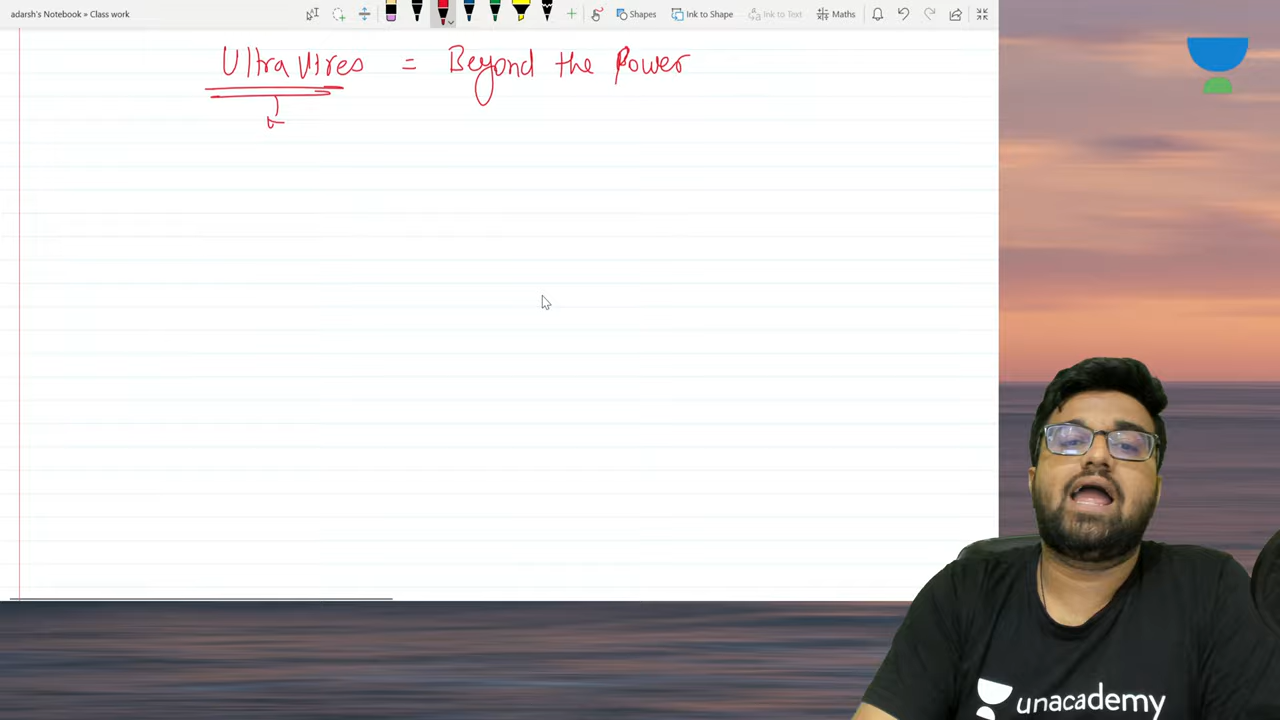 adarsh's Notebook » Class work
Shapes
Ink to Shape
Ink to Text
Maths
Ultra Vires = Beyond the Power
unacademy